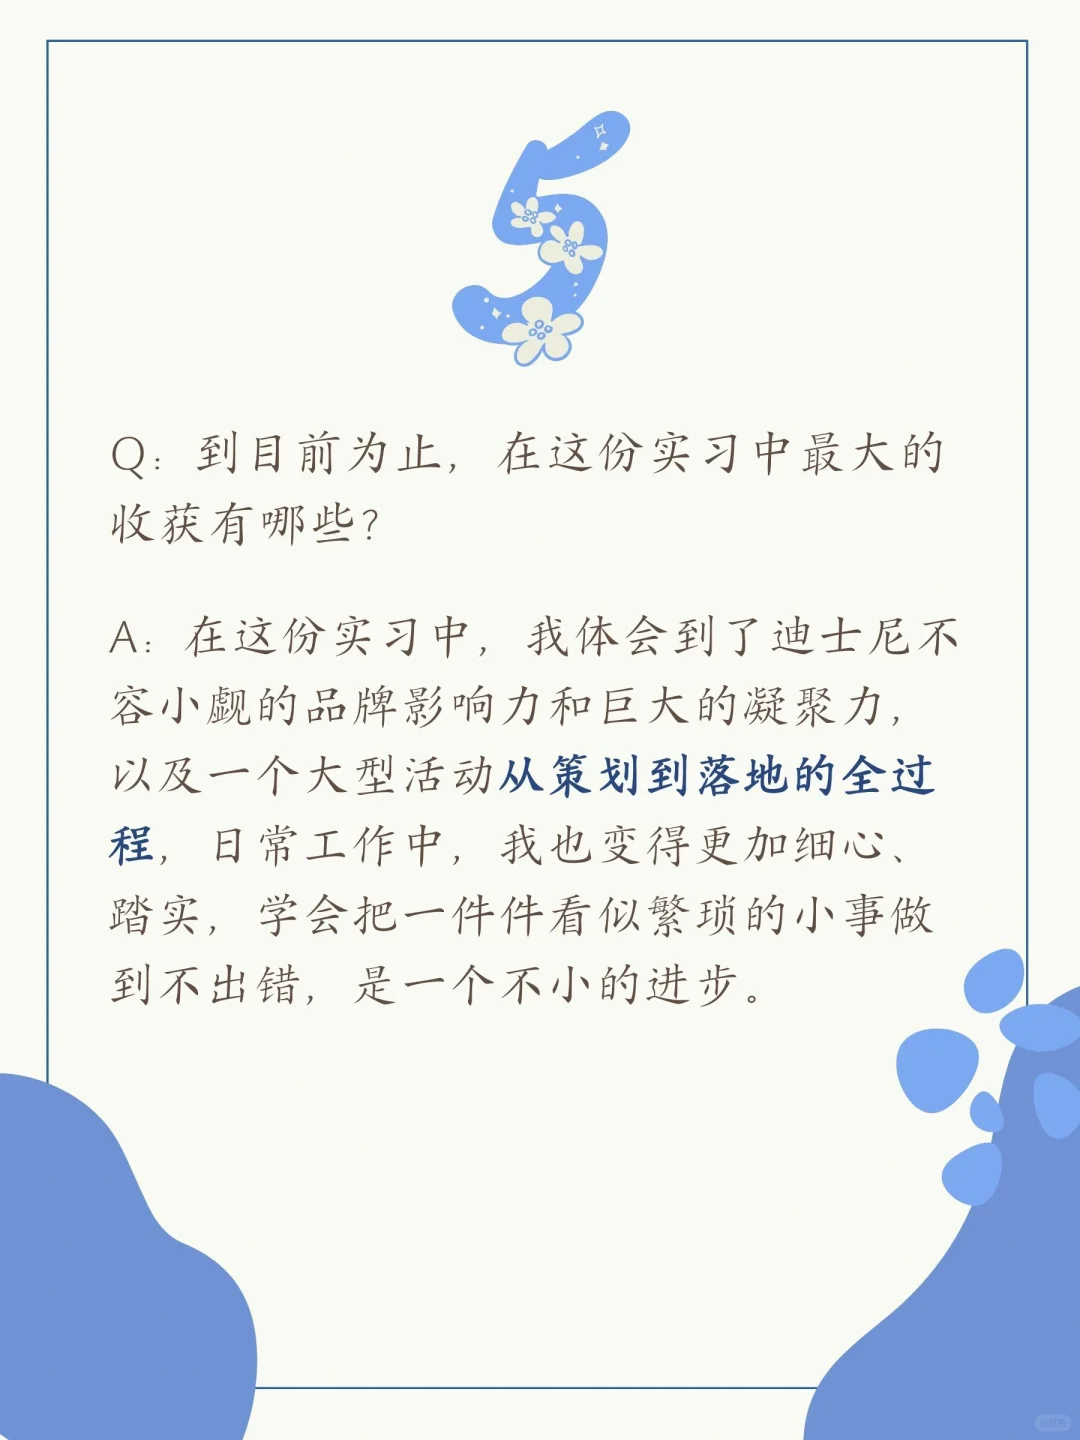 5
Q：到目前为止，在这份实习中最大的
收获有哪些？
A：在这份实习中，我体会到了迪士尼不
容小觑的品牌影响力和巨大的凝聚力，
以及一个大型活动从策划到落地的全过
程，日常工作中，我也变得更加细心、
踏实，学会把一件件看似繁琐的小事做
到不出错，是一个不小的进步。